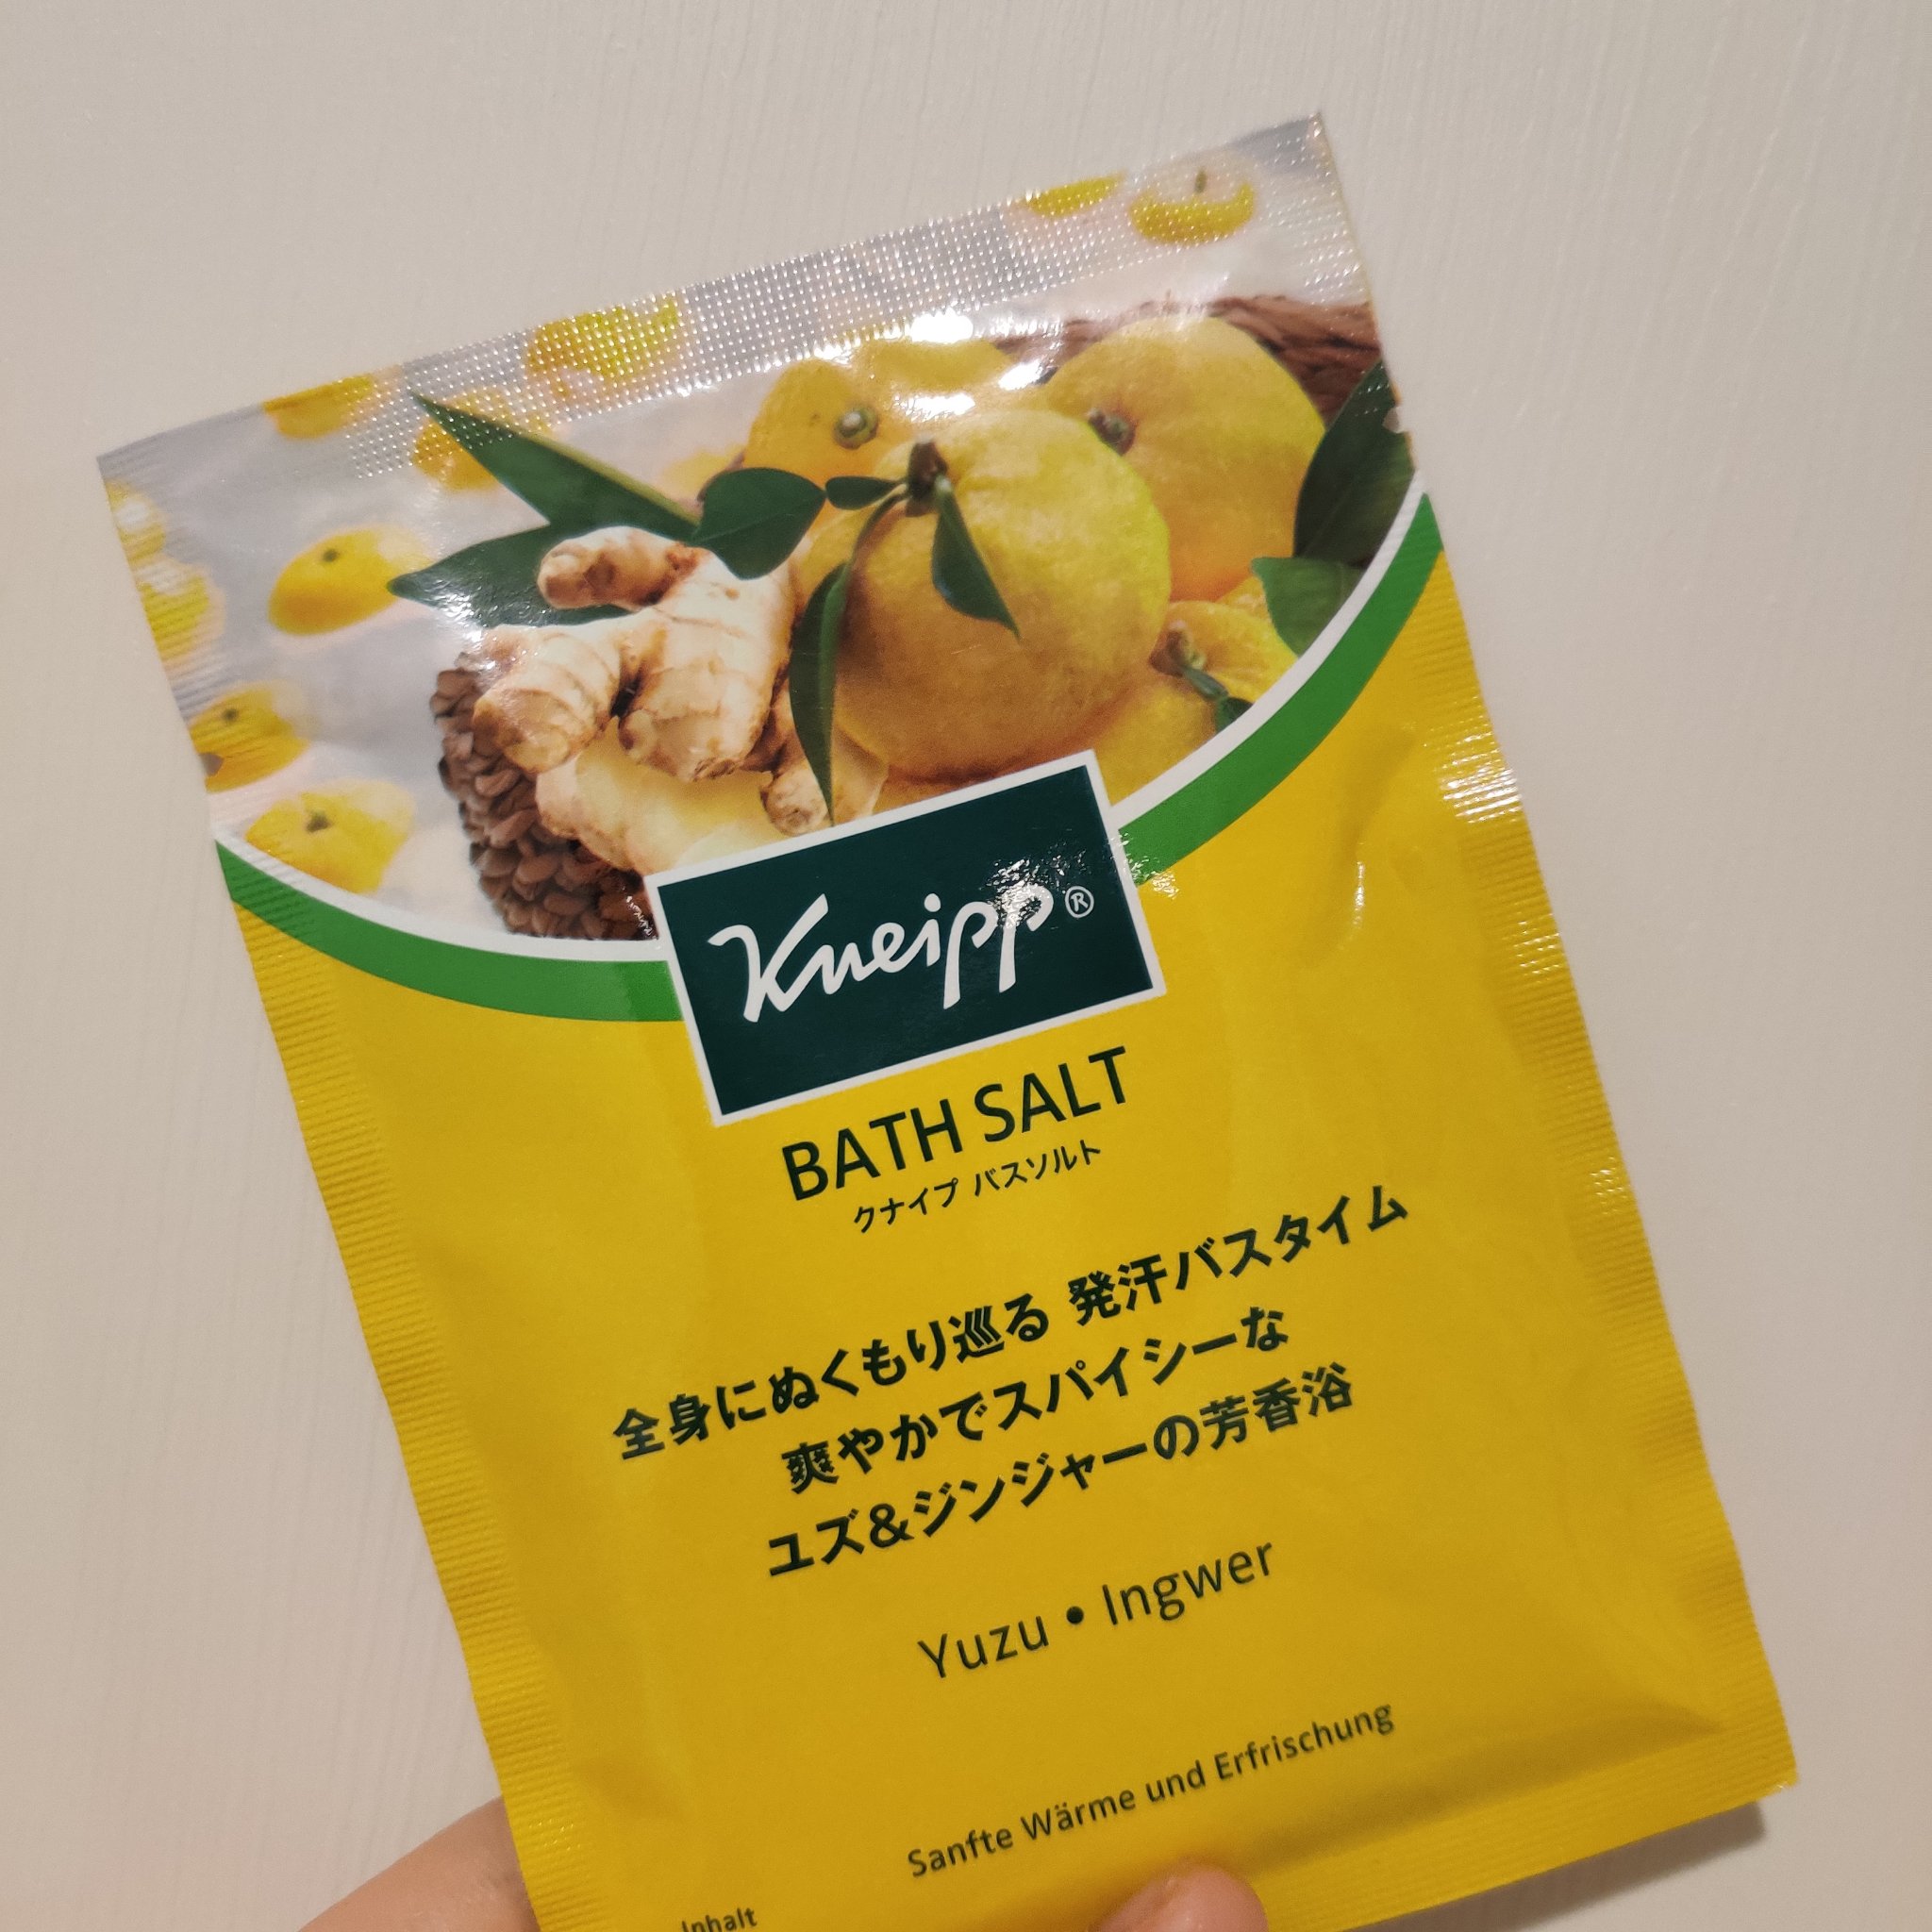 Kneipp®
BATH SALT
クナイプ バスソルト
全身にぬくもり巡る 発汗バスタイム
爽やかでスパイシーな
ユズ&ジンジャーの芳香浴
Yuzu • Ingwer
Sanfte Wärme und Erfrischung
Inhalt